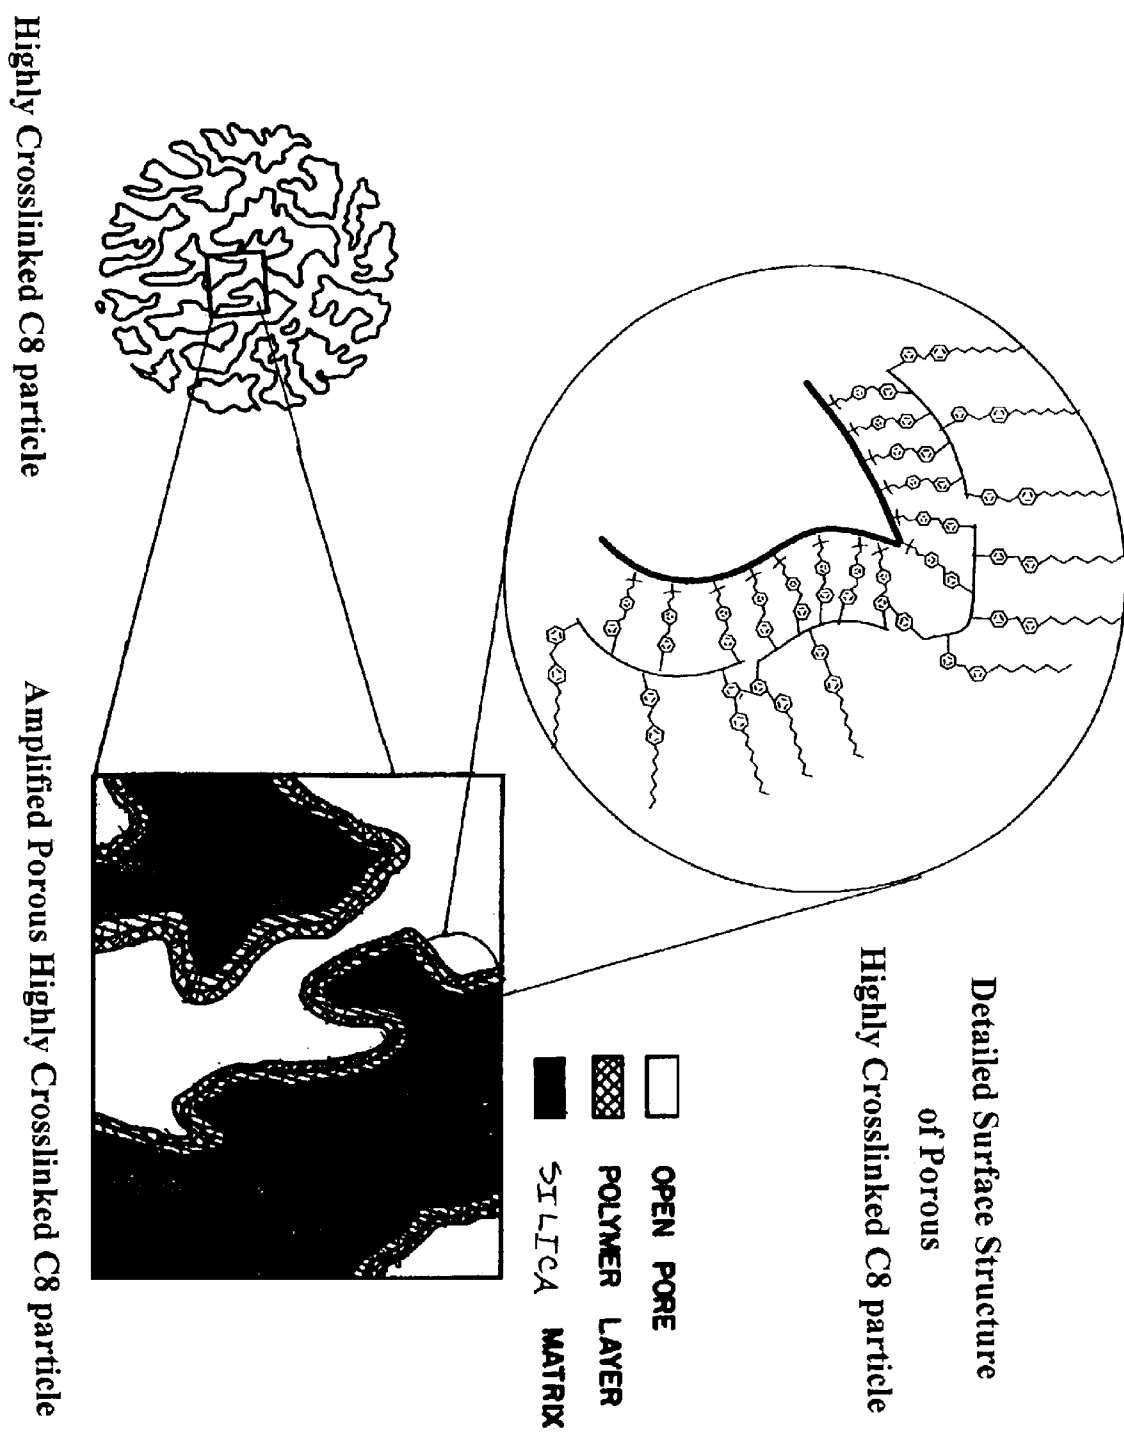 Detailed Surface Structure
of Porous
Highly Crosslinked C8 particle
OPEN PORE
POLYMER LAYER
SILICA MATRIX
Highly Crosslinked C8 particle
Amplified Porous Highly Crosslinked C8 particle